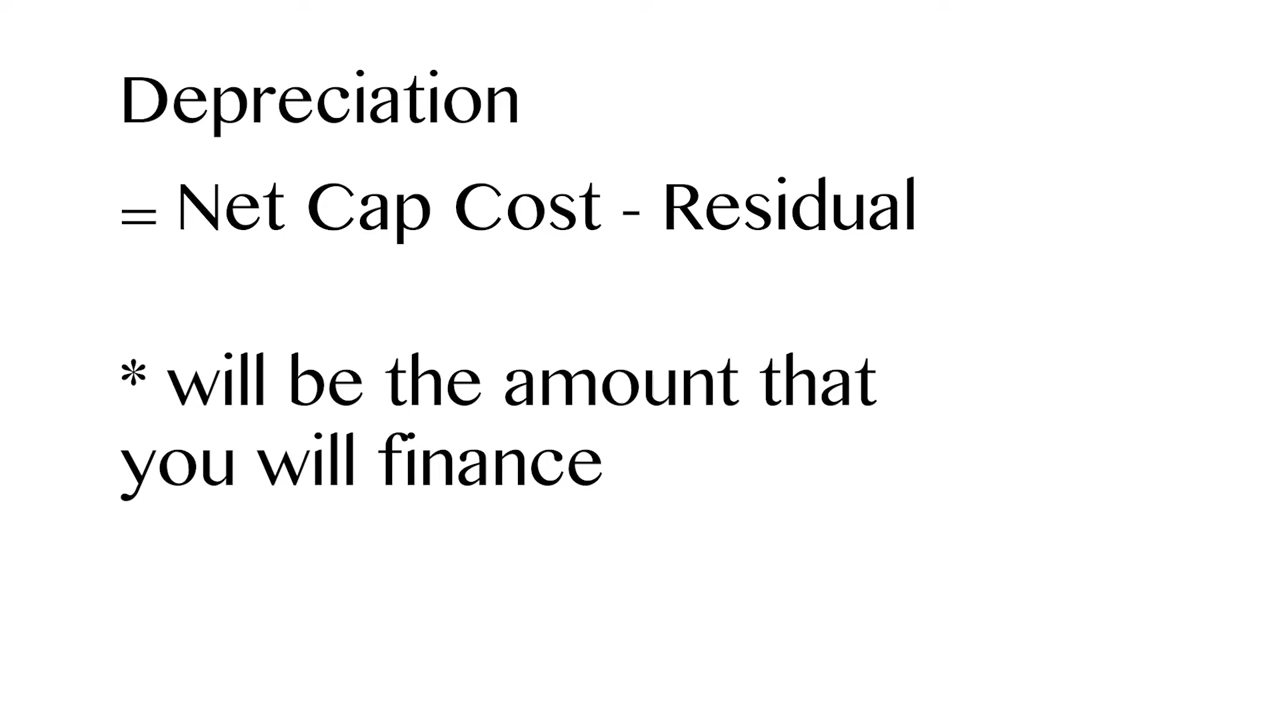 Depreciation
= Net Cap Cost - Residual
* will be the amount that
you will finance